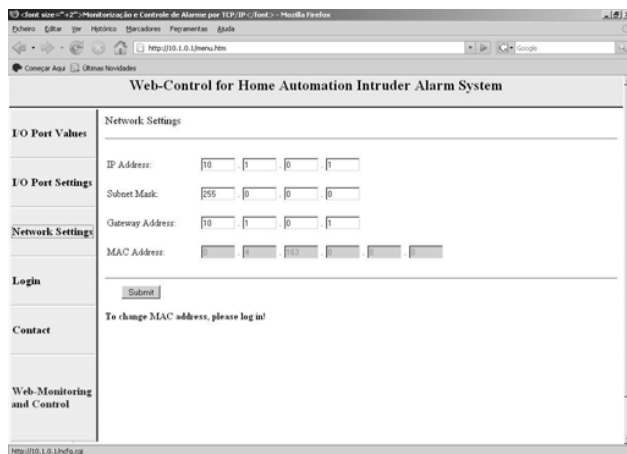 <font size="+2">Monitorização e Controle de Alarme por TCP/IP</font> - Mozilla Firefox
Ficheiro Editar Ver Histórico Marcadores Ferramentas Ajuda
http://10.1.0.1/menu.htm
Google
Começar Aqui Últimas Novidades
Web-Control for Home Automation Intruder Alarm System
I/O Port Values
I/O Port Settings
Network Settings
Login
Contact
Web-Monitoring
and Control
Network Settings
IP Address: 10 . 1 . 0 . 1
Subnet Mask: 255 . 0 . 0 . 0
Gateway Address: 10 . 1 . 0 . 1
MAC Address: 0 . 4 . 163 . 0 . 0 . 0
Submit
To change MAC address, please log in!
http://10.1.0.1/ncfg.cgi